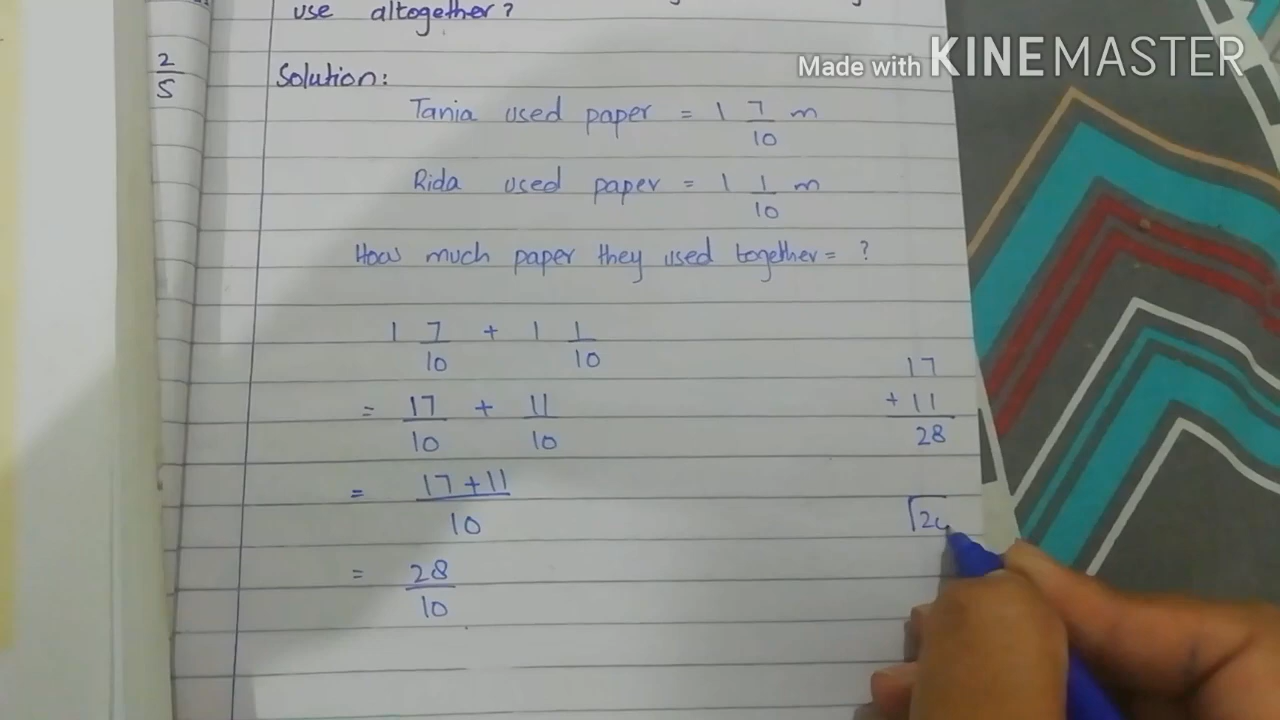 use altogether?
Made with KINEMASTER
2/5
Solution:
Tania used paper = 1 7/10 m
Rida used paper = 1 1/10 m
How much paper they used together = ?
1 7/10 + 1 1/10
= 17/10 + 11/10
17
+ 11
28
= 17+11/10
= 28/10